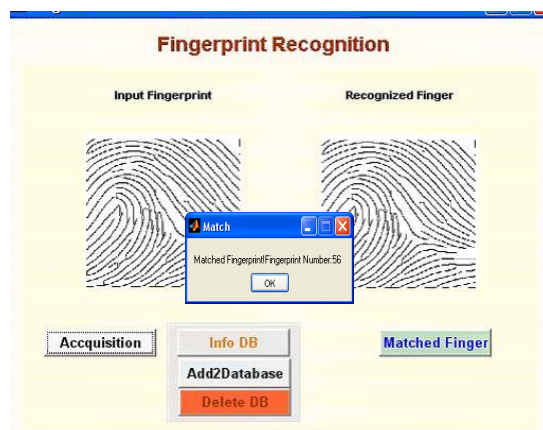 Fingerprint Recognition
Input Fingerprint
Recognized Finger
Match
Matched Fingerprint!Fingerprint Number:56
OK
Accquisition
Info DB
Matched Finger
Add2Database
Delete DB